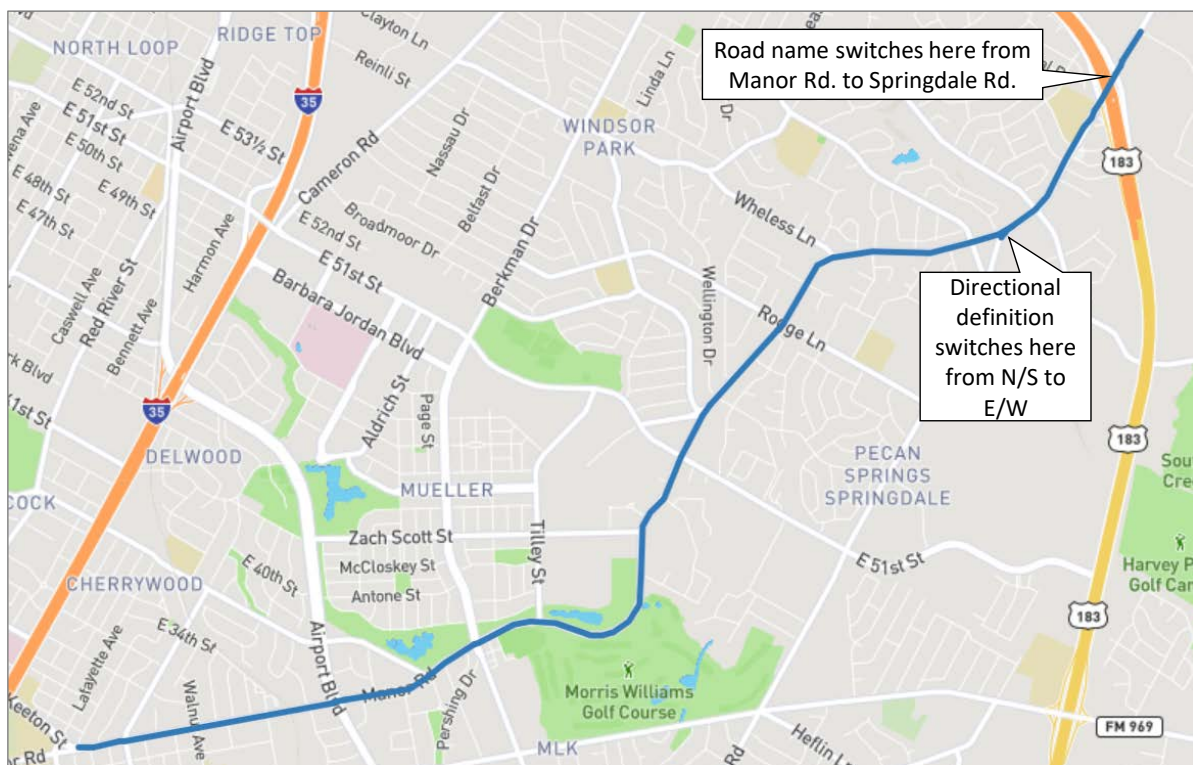 NORTH LOOP
RIDGE TOP
Clayton Ln
Reinli St
Airport Blvd
E 52nd St
E 51st St
E 50th St
E 49th St
E 48th St
E 47th St
E 53½ St
35
Cameron Rd
Nassau Dr
Belfast Dr
Linda Ln
WINDSOR
PARK
Road name switches here from
Manor Rd. to Springdale Rd.
183
Broadmoor Dr
E 52nd St
E 51st St
Berkman Dr
Wheless Ln
Harmon Ave
Red River St
Caswell Ave
Bennett Ave
Barbara Jordan Blvd
Wellington Dr
Rogge Ln
Directional
definition
switches here
from N/S to
E/W
35
Aldrich St
Page St
DELWOOD
MUELLER
PECAN
SPRINGS
SPRINGDALE
183
Tilley St
Zach Scott St
McCloskey St
Antone St
E 51st St
CHERRYWOOD
E 40th St
E 34th St
Lafayette Ave
Walnut Ave
Airport Blvd
Manor Rd
Pershing Dr
Morris Williams
Golf Course
Harvey P
Golf Ca
183
Keeton St
MLK
Heflin Ln
FM 969